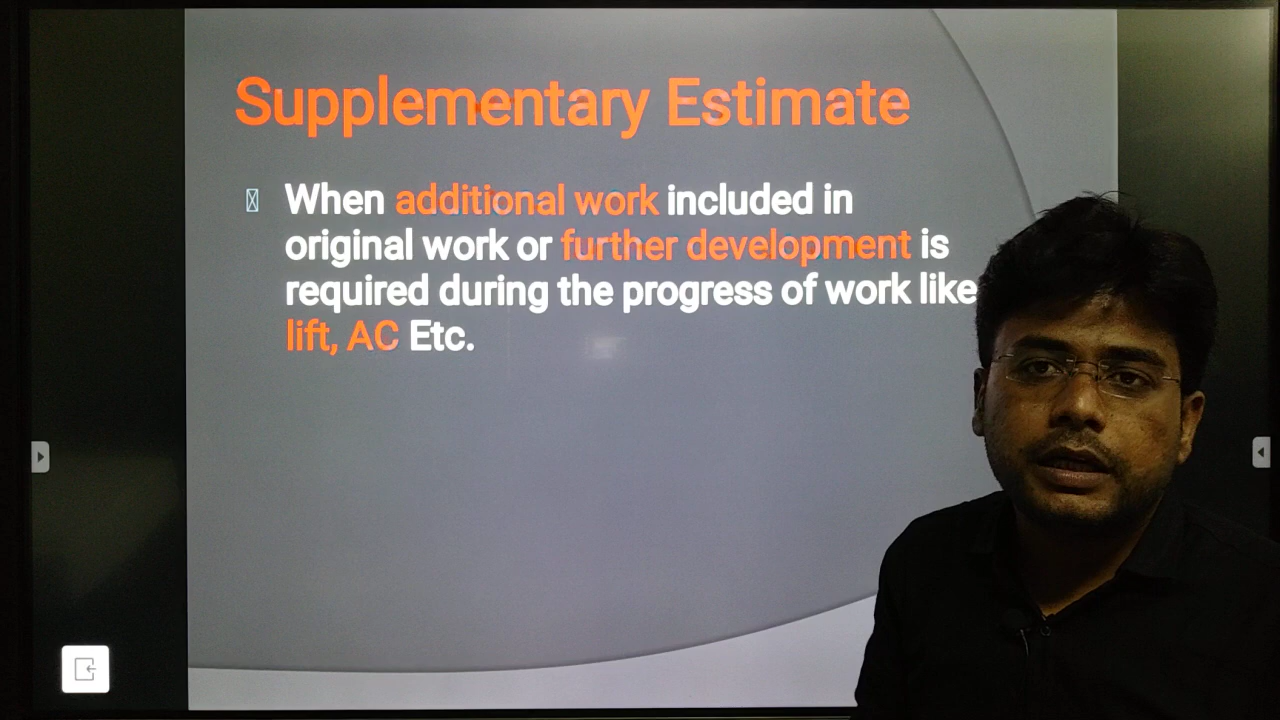 Supplementary Estimate
When additional work included in
original work or further development is
required during the progress of work like
lift, AC Etc.